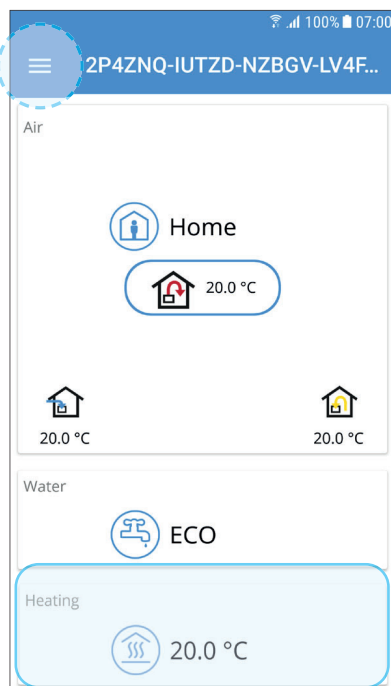 100% 07:00
2P4ZNQ-IUTZD-NZBGV-LV4F...
Air
Home
20.0 °C
20.0 °C 20.0 °C
Water
ECO
Heating
20.0 °C